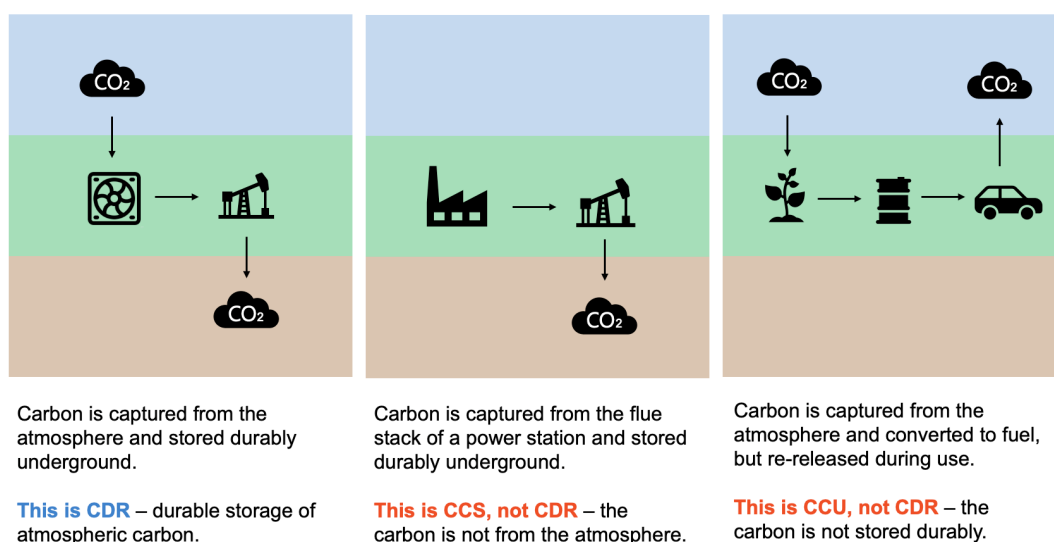 CO₂
CO₂
Carbon is captured from the
atmosphere and stored durably
underground.
This is CDR – durable storage of
atmospheric carbon.
CO₂
Carbon is captured from the flue
stack of a power station and stored
durably underground.
This is CCS, not CDR – the
carbon is not from the atmosphere.
CO₂
CO₂
Carbon is captured from the
atmosphere and converted to fuel,
but re-released during use.
This is CCU, not CDR – the
carbon is not stored durably.